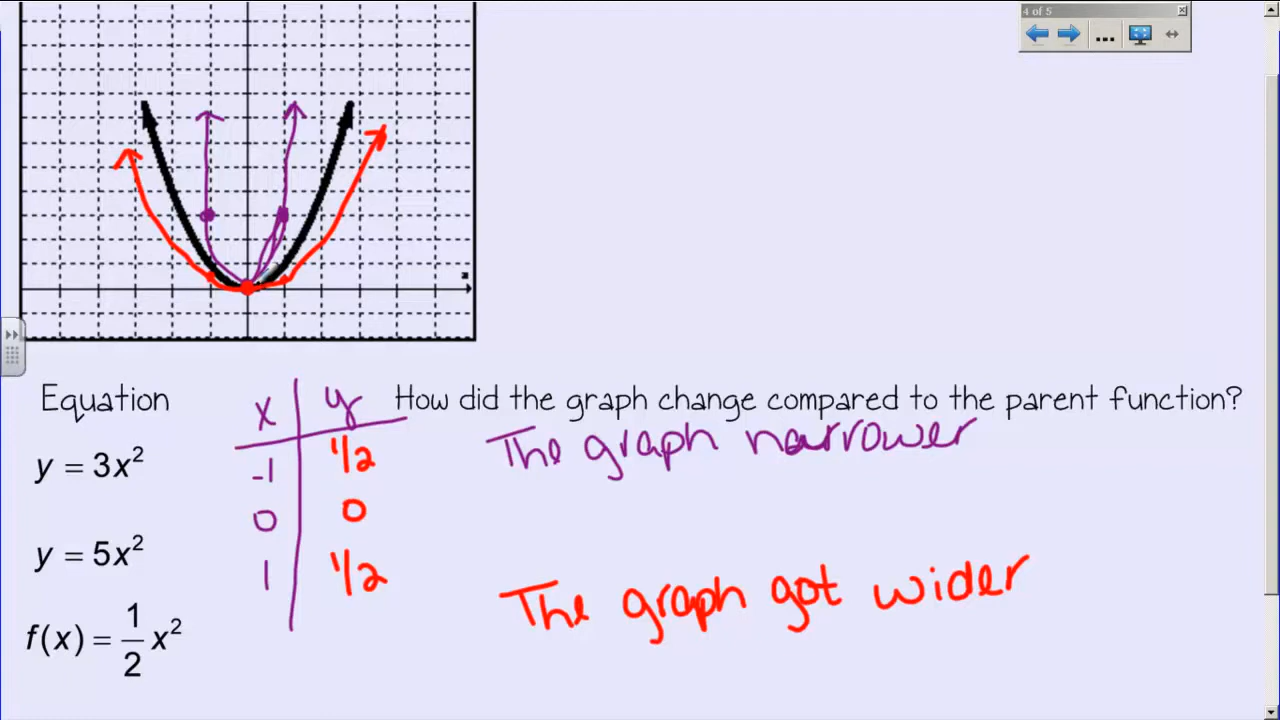 4 of 5
x
Equation
x y
How did the graph change compared to the parent function?
The graph narrower
y = 3x²
-1 1/2
0 0
y = 5x²
1 1/2
The graph got wider
f(x) = 1/2 x²